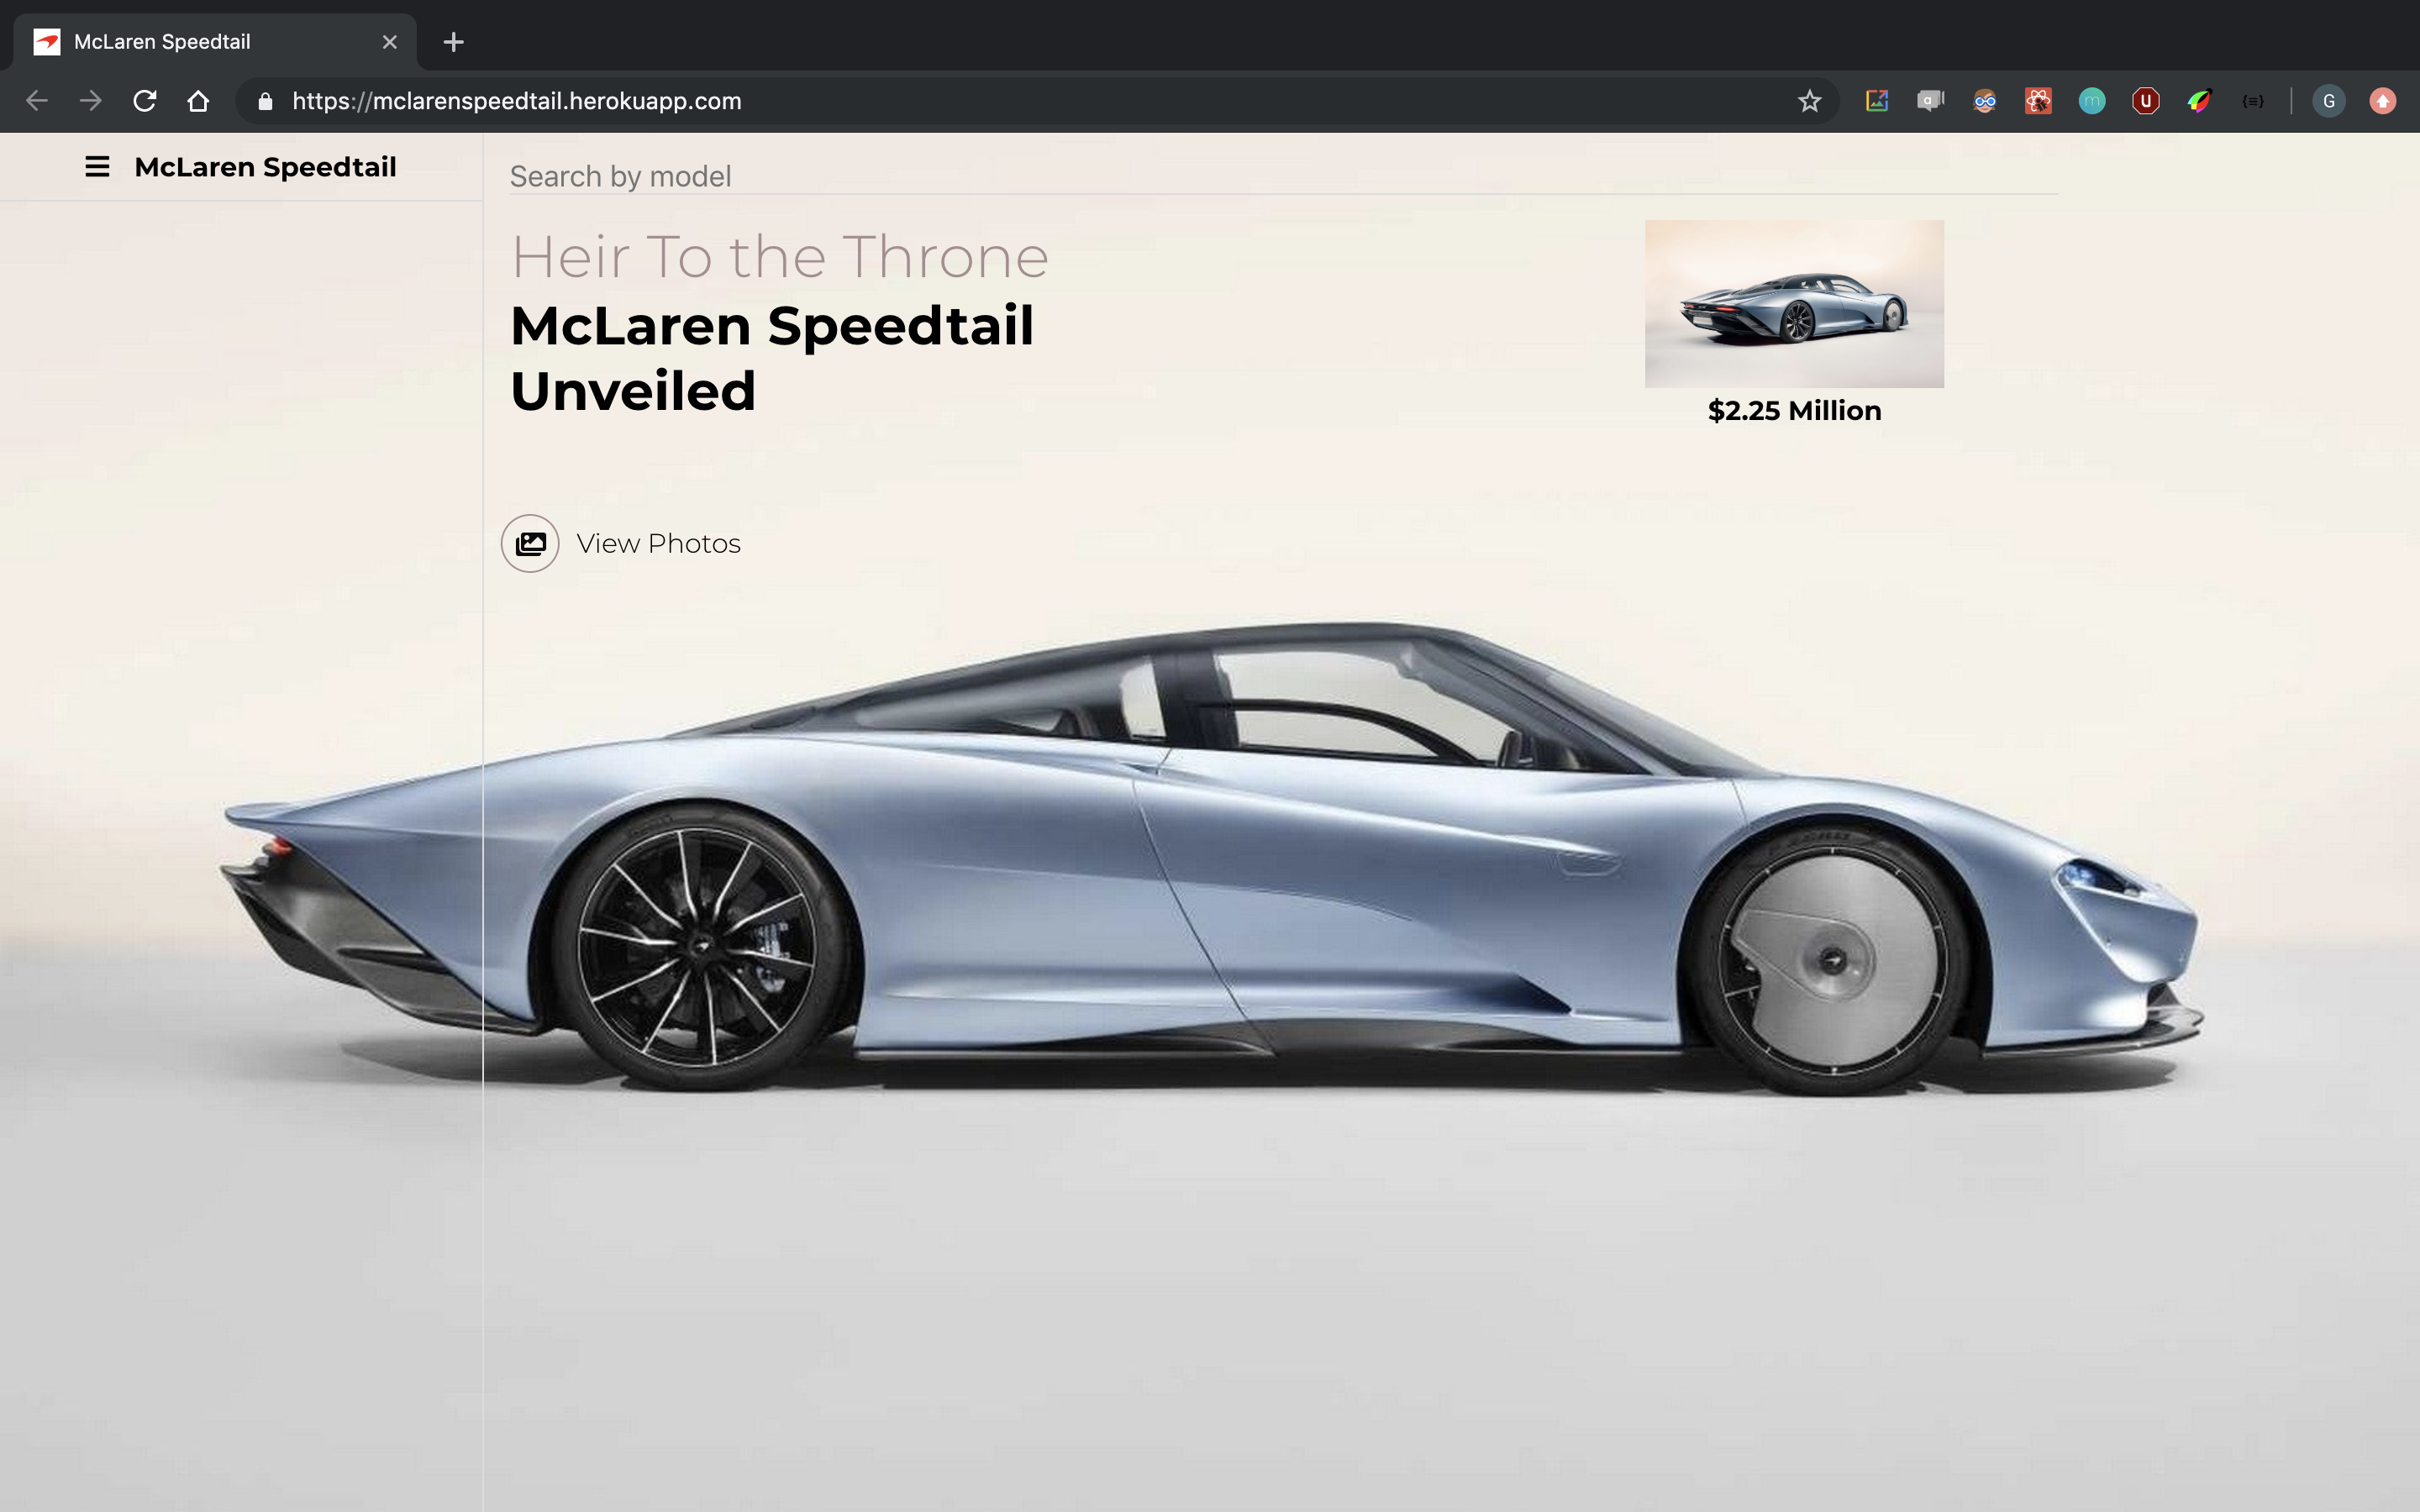 McLaren Speedtail
https://mclarenspeedtail.herokuapp.com
G
McLaren Speedtail
Search by model
Heir To the Throne
McLaren Speedtail
Unveiled
$2.25 Million
View Photos